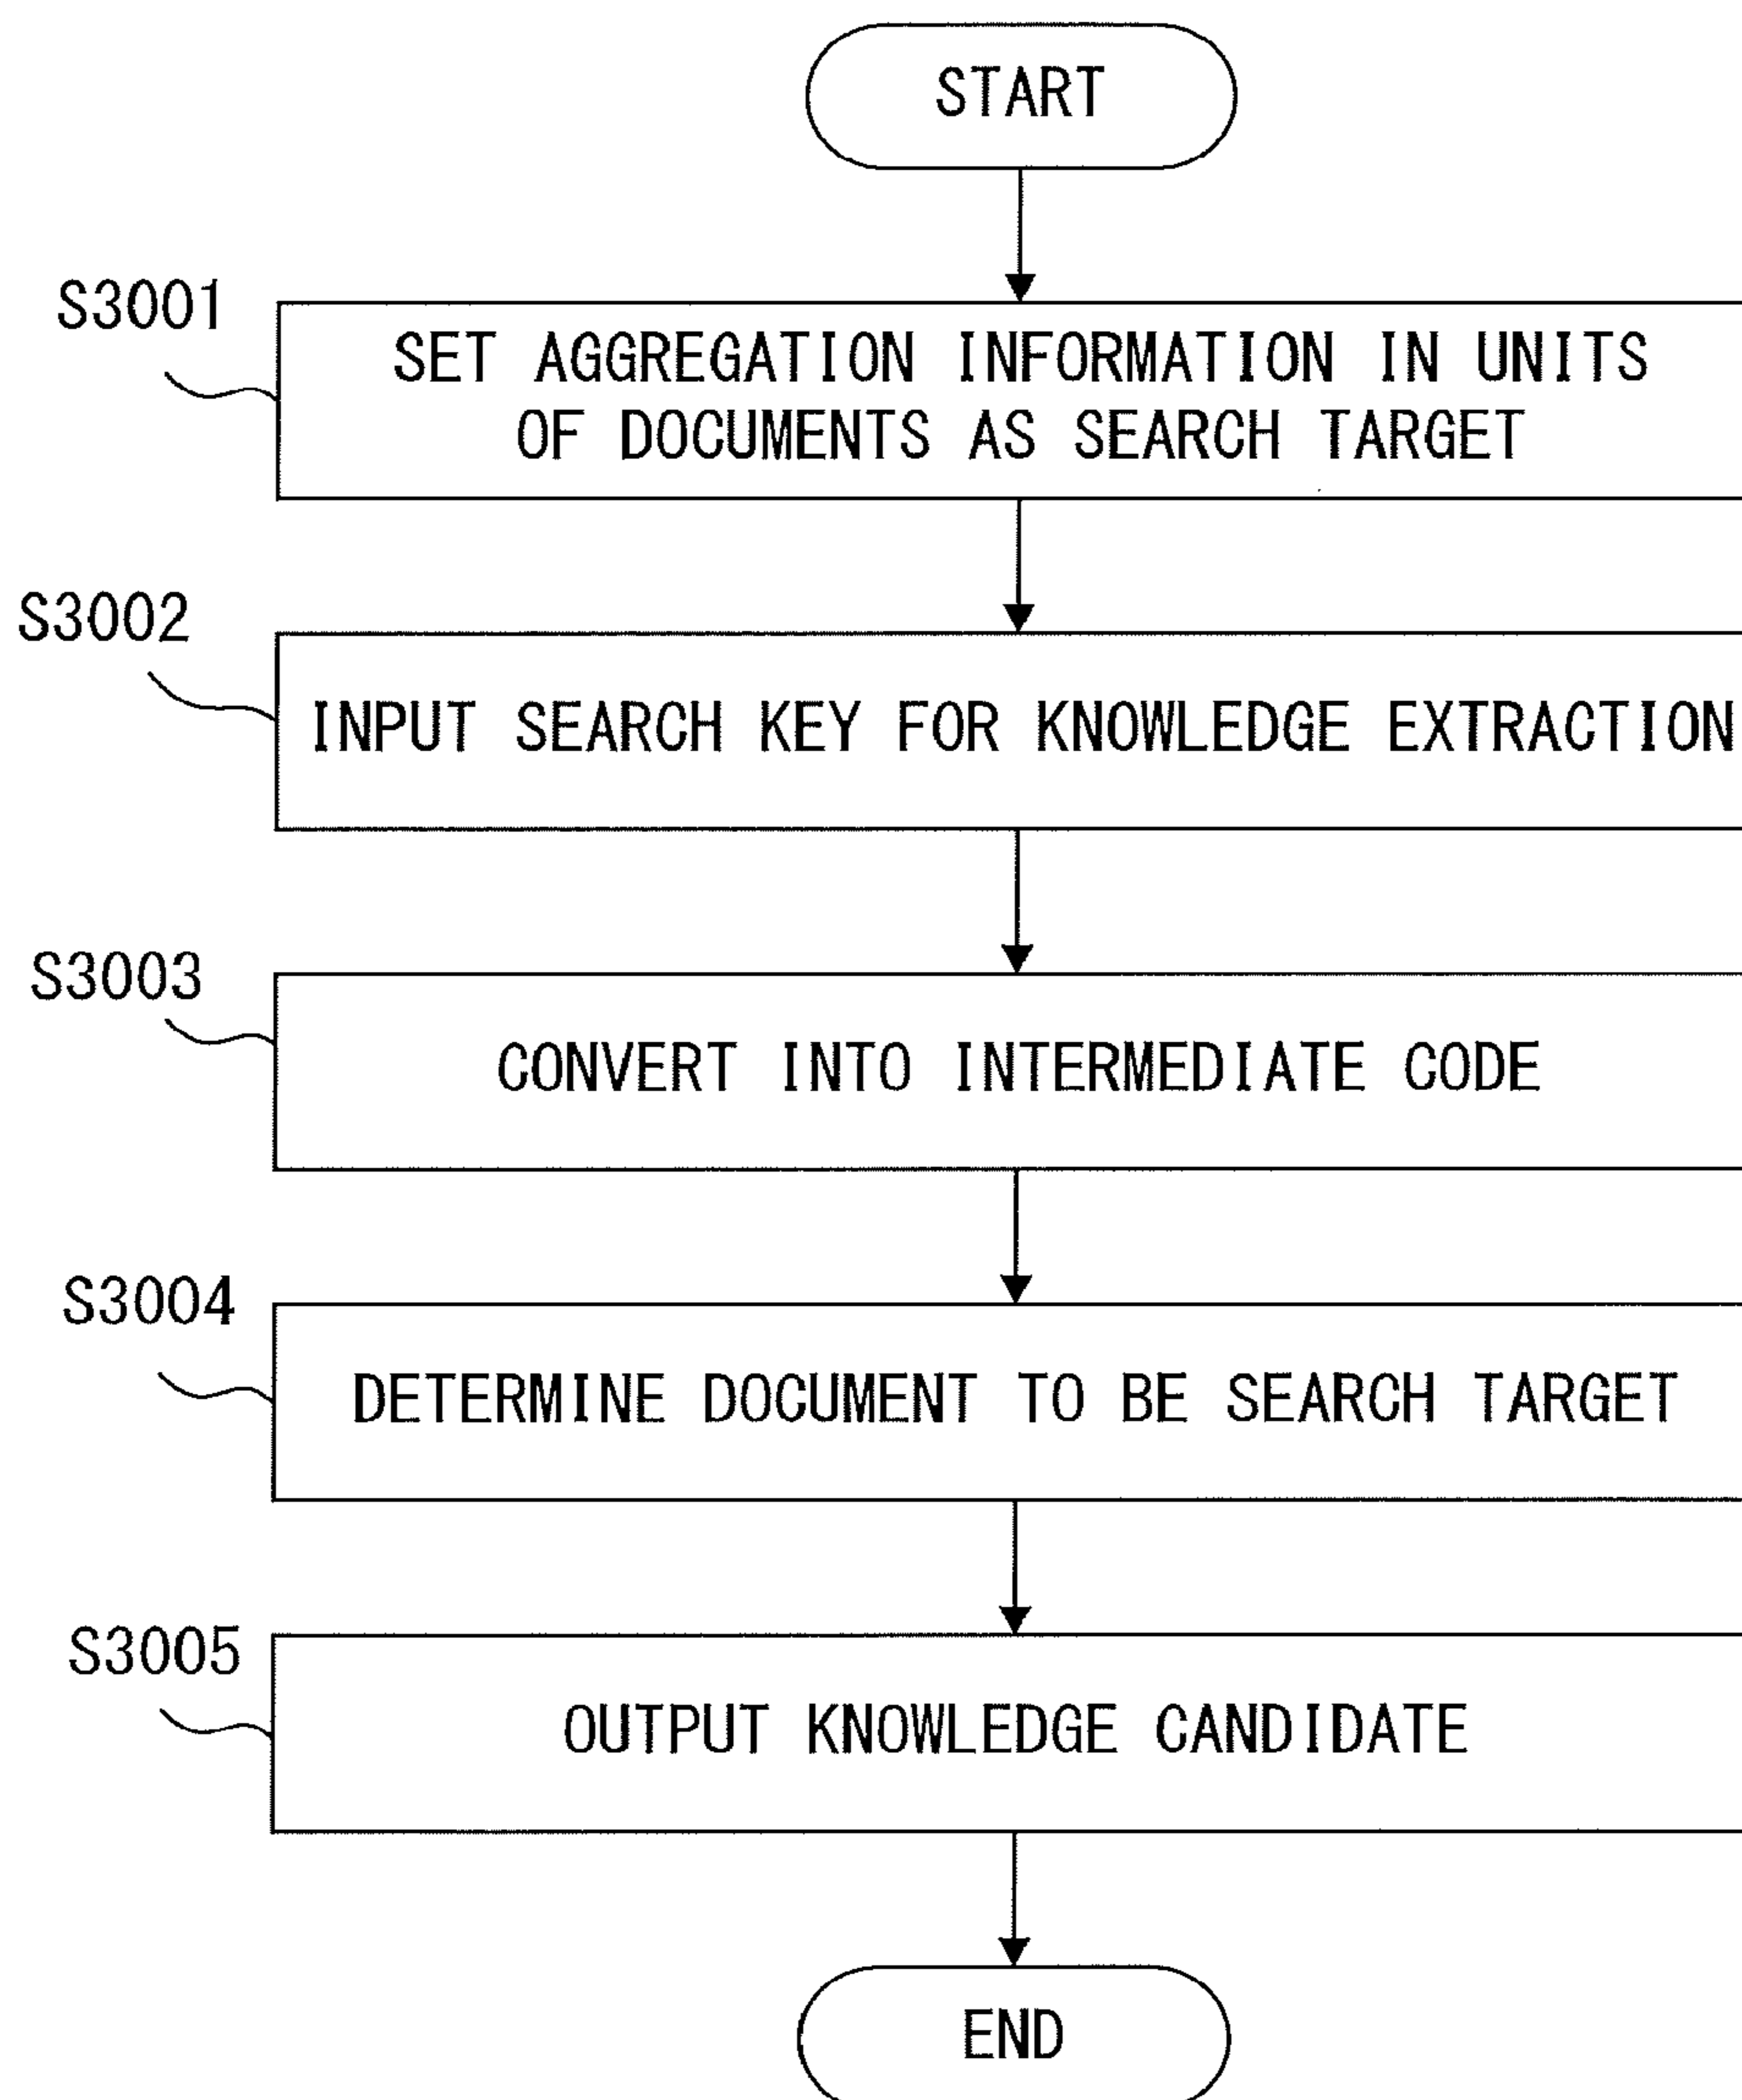 START
S3001
SET AGGREGATION INFORMATION IN UNITS
OF DOCUMENTS AS SEARCH TARGET
S3002
INPUT SEARCH KEY FOR KNOWLEDGE EXTRACTION
S3003
CONVERT INTO INTERMEDIATE CODE
S3004
DETERMINE DOCUMENT TO BE SEARCH TARGET
S3005
OUTPUT KNOWLEDGE CANDIDATE
END